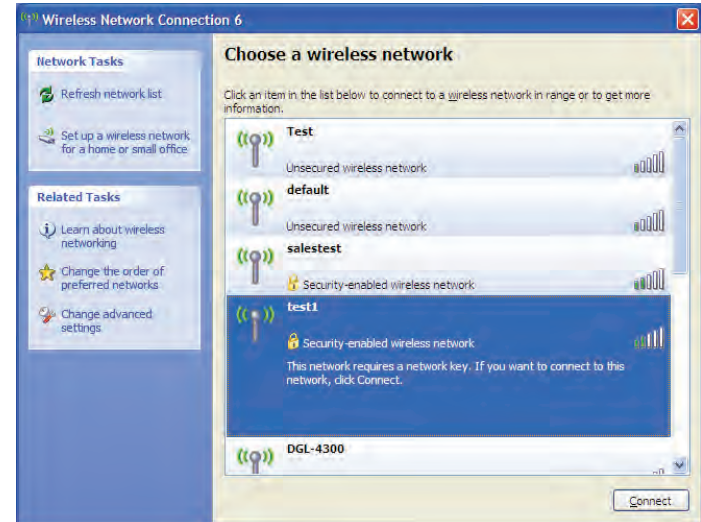 Wireless Network Connection 6
Network Tasks
Refresh network list
Set up a wireless network
for a home or small office
Related Tasks
Learn about wireless
networking
Change the order of
preferred networks
Change advanced
settings
Choose a wireless network
Click an item in the list below to connect to a wireless network in range or to get more
information.
Test
Unsecured wireless network
default
Unsecured wireless network
salestest
Security-enabled wireless network
test1
Security-enabled wireless network
This network requires a network key. If you want to connect to this
network, click Connect.
DGL-4300
Connect